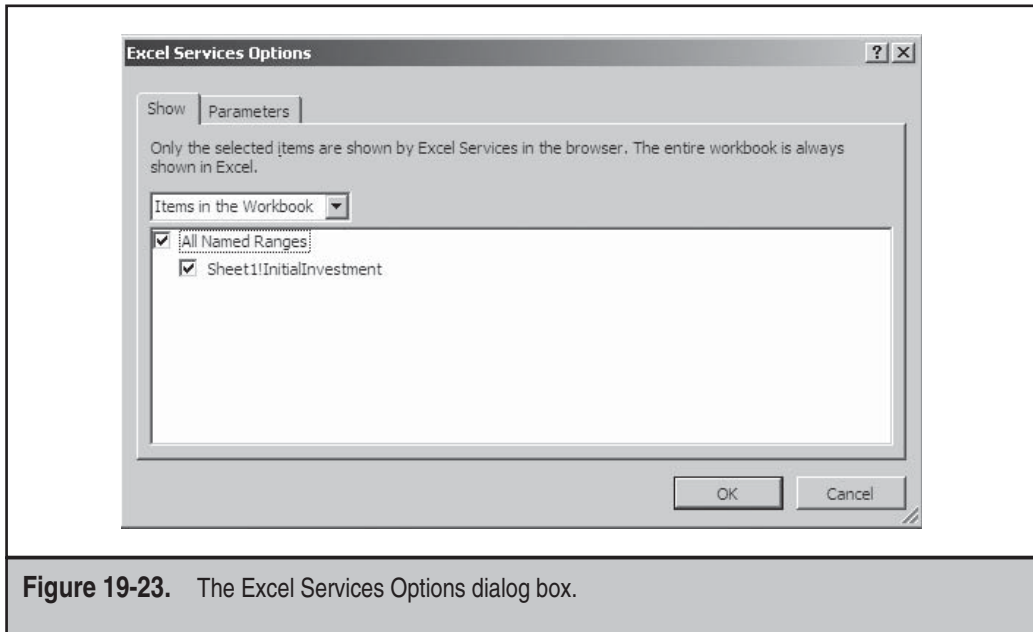 Excel Services Options
Show Parameters
Only the selected items are shown by Excel Services in the browser. The entire workbook is always
shown in Excel.
Items in the Workbook
All Named Ranges
Sheet1!InitialInvestment
OK Cancel
Figure 19-23. The Excel Services Options dialog box.